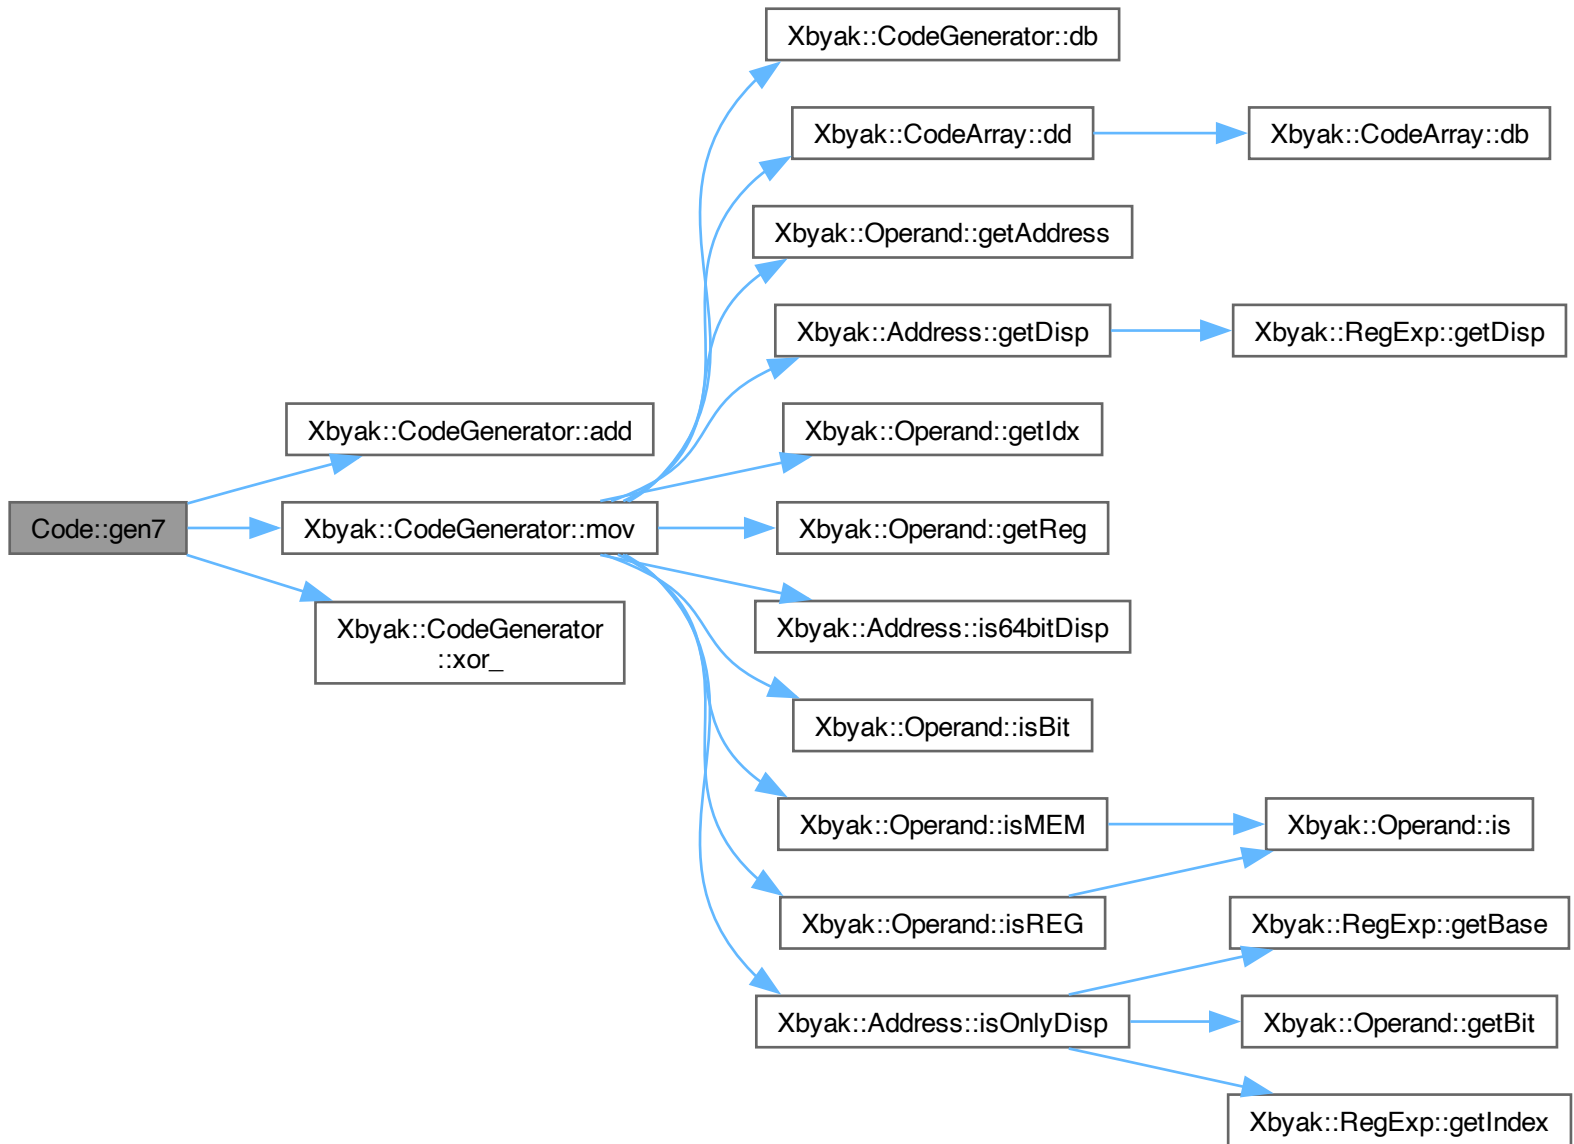 Xbyak::CodeGenerator::db
Xbyak::CodeArray::dd
Xbyak::CodeArray::db
Xbyak::Operand::getAddress
Xbyak::Address::getDisp
Xbyak::RegExp::getDisp
Xbyak::CodeGenerator::add
Xbyak::Operand::getIdx
Code::gen7
Xbyak::CodeGenerator::mov
Xbyak::Operand::getReg
Xbyak::CodeGenerator
::xor_
Xbyak::Address::is64bitDisp
Xbyak::Operand::isBit
Xbyak::Operand::isMEM
Xbyak::Operand::is
Xbyak::Operand::isREG
Xbyak::RegExp::getBase
Xbyak::Address::isOnlyDisp
Xbyak::Operand::getBit
Xbyak::RegExp::getIndex